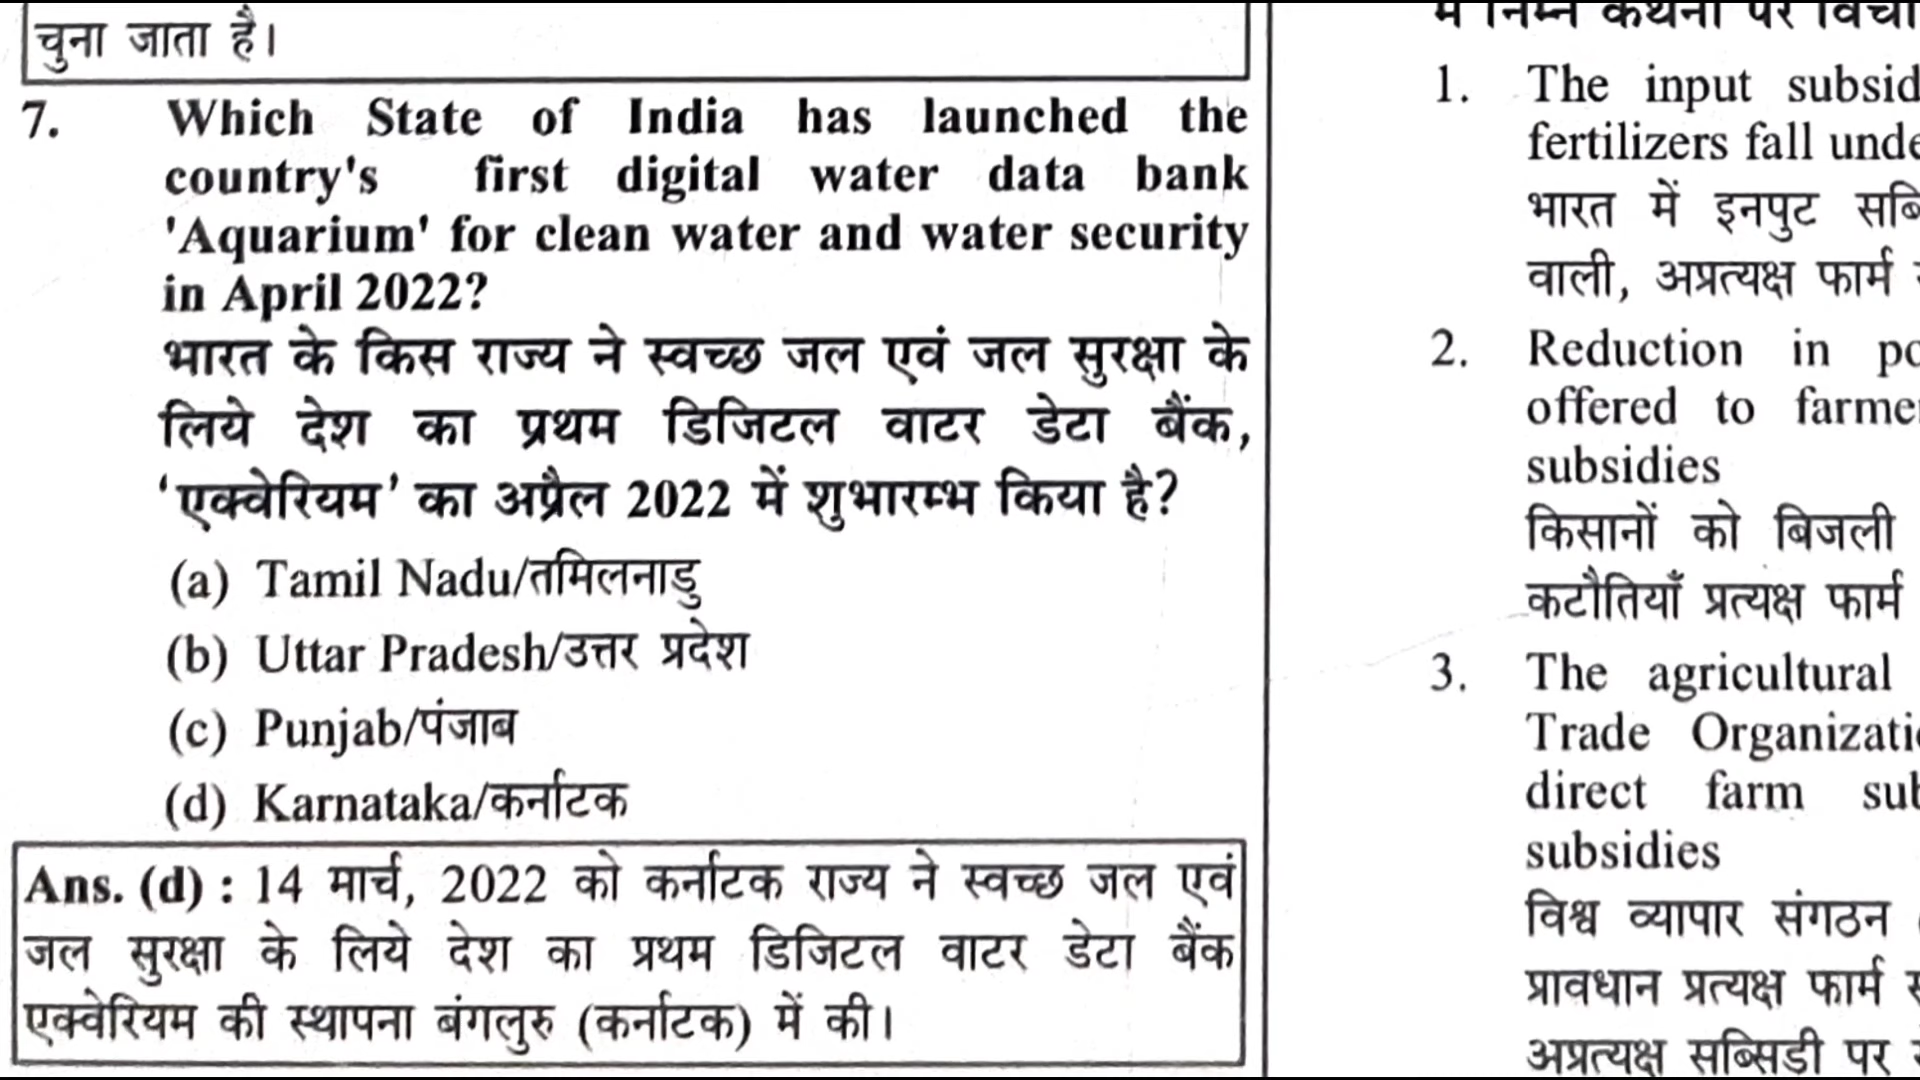 चुना जाता है।
7. Which State of India has launched the
country's first digital water data bank
'Aquarium' for clean water and water security
in April 2022?
भारत के किस राज्य ने स्वच्छ जल एवं जल सुरक्षा के
लिये देश का प्रथम डिजिटल वाटर डेटा बैंक,
‘एक्वेरियम’ का अप्रैल 2022 में शुभारम्भ किया है?
(a) Tamil Nadu/तमिलनाडु
(b) Uttar Pradesh/उत्तर प्रदेश
(c) Punjab/पंजाब
(d) Karnataka/कर्नाटक
Ans. (d) : 14 मार्च, 2022 को कर्नाटक राज्य ने स्वच्छ जल एवं
जल सुरक्षा के लिये देश का प्रथम डिजिटल वाटर डेटा बैंक
एक्वेरियम की स्थापना बंगलुरु (कर्नाटक) में की।
में निम्न कथनों पर
1. The input
fertilizers fall
भारत में इनपुट
वाली, अप्रत्यक्ष फार्म
2. Reduction in
offered to
subsidies
किसानों को बिजली
कटौतियाँ प्रत्यक्ष फार्म
3. The agricultural
Trade
direct farm
subsidies
विश्व व्यापार संगठन
प्रावधान प्रत्यक्ष फार्म
अप्रत्यक्ष सब्सिडी पर